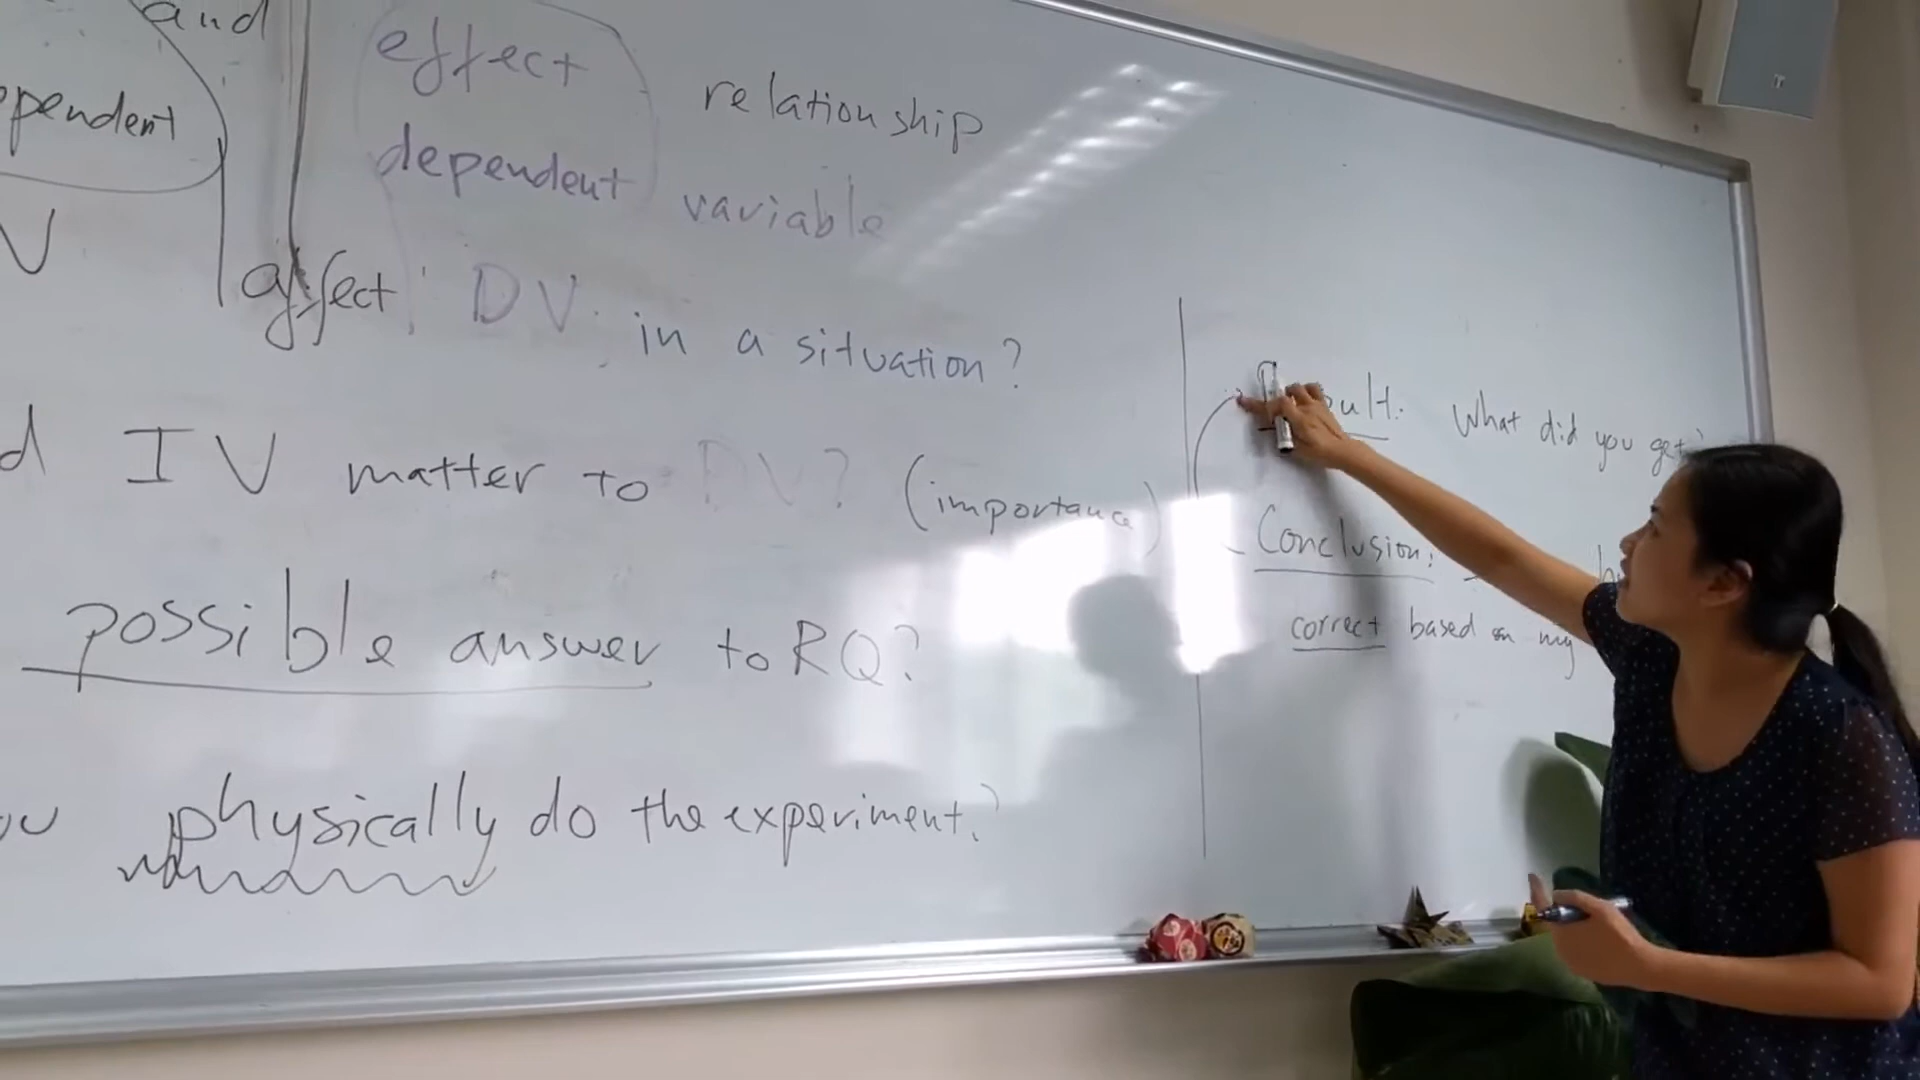 and
effect relationship
pendent dependent variable
V affect DV in a situation?
d IV matter to DV? (importance)
possible answer to RQ?
physically do the experiment?
What did you get
Conclusion:
correct based on my